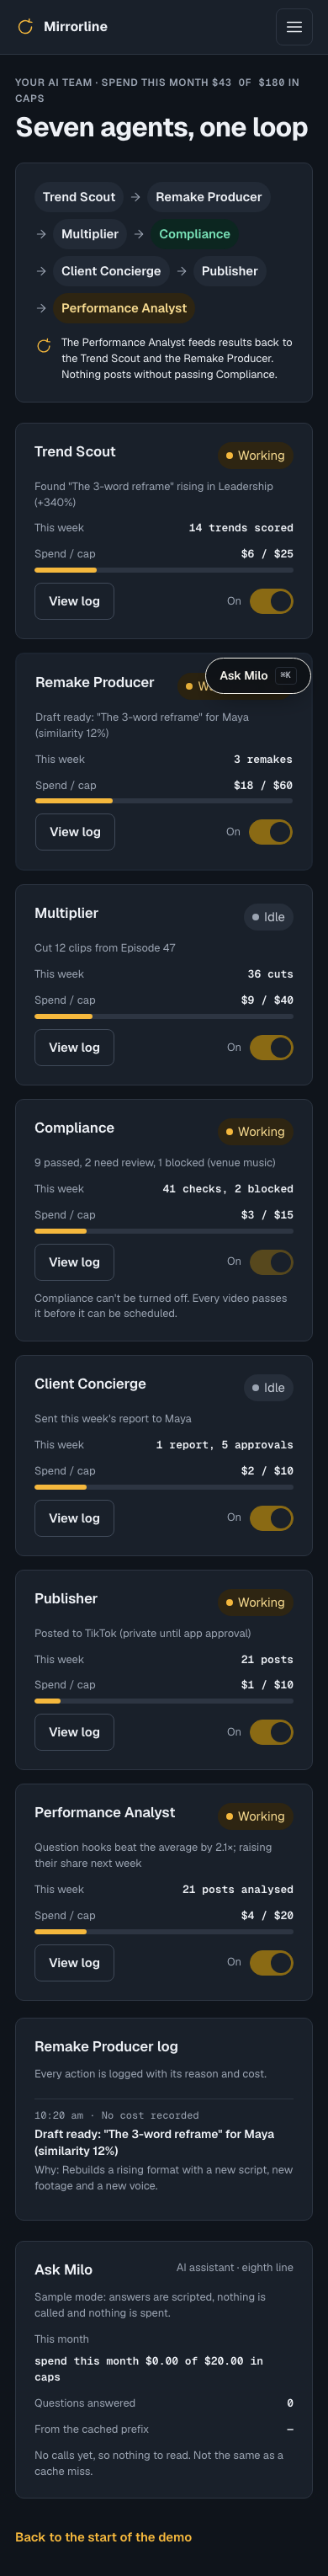 Mirrorline
YOUR AI TEAM · SPEND THIS MONTH $43 OF $180 IN
CAPS
Seven agents, one loop
Trend Scout → Remake Producer
→ Multiplier → Compliance
→ Client Concierge → Publisher
→ Performance Analyst
The Performance Analyst feeds results back to
the Trend Scout and the Remake Producer.
Nothing posts without passing Compliance.
Trend Scout Working
Found "The 3-word reframe" rising in Leadership
(+340%)
This week 14 trends scored
Spend / cap $6 / $25
View log On
Remake Producer
Ask Milo ⌘K
Draft ready: "The 3-word reframe" for Maya
(similarity 12%)
This week 3 remakes
Spend / cap $18 / $60
View log On
Multiplier Idle
Cut 12 clips from Episode 47
This week 36 cuts
Spend / cap $9 / $40
View log On
Compliance Working
9 passed, 2 need review, 1 blocked (venue music)
This week 41 checks, 2 blocked
Spend / cap $3 / $15
View log On
Compliance can't be turned off. Every video passes
it before it can be scheduled.
Client Concierge Idle
Sent this week's report to Maya
This week 1 report, 5 approvals
Spend / cap $2 / $10
View log On
Publisher Working
Posted to TikTok (private until app approval)
This week 21 posts
Spend / cap $1 / $10
View log On
Performance Analyst Working
Question hooks beat the average by 2.1×; raising
their share next week
This week 21 posts analysed
Spend / cap $4 / $20
View log On
Remake Producer log
Every action is logged with its reason and cost.
10:20 am · No cost recorded
Draft ready: "The 3-word reframe" for Maya
(similarity 12%)
Why: Rebuilds a rising format with a new script, new
footage and a new voice.
Ask Milo AI assistant · eighth line
Sample mode: answers are scripted, nothing is
called and nothing is spent.
This month
spend this month $0.00 of $20.00 in
caps
Questions answered 0
From the cached prefix —
No calls yet, so nothing to read. Not the same as a
cache miss.
Back to the start of the demo